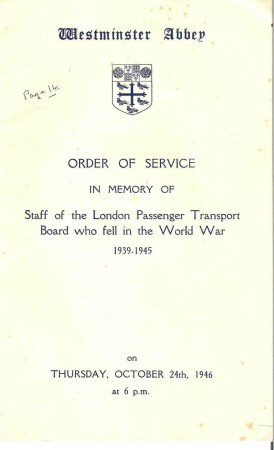 Westminster Abbey
Page 14.
ORDER OF SERVICE
IN MEMORY OF
Staff of the London Passenger Transport
Board who fell in the World War
1939-1945
on
THURSDAY, OCTOBER 24th, 1946
at 6 p.m.